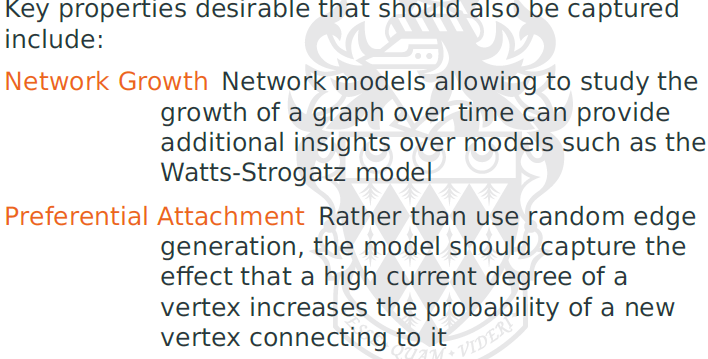 Key properties desirable that should also be captured
include:
Network Growth Network models allowing to study the
growth of a graph over time can provide
additional insights over models such as the
Watts-Strogatz model
Preferential Attachment Rather than use random edge
generation, the model should capture the
effect that a high current degree of a
vertex increases the probability of a new
vertex connecting to it
QUAM · VIDERI